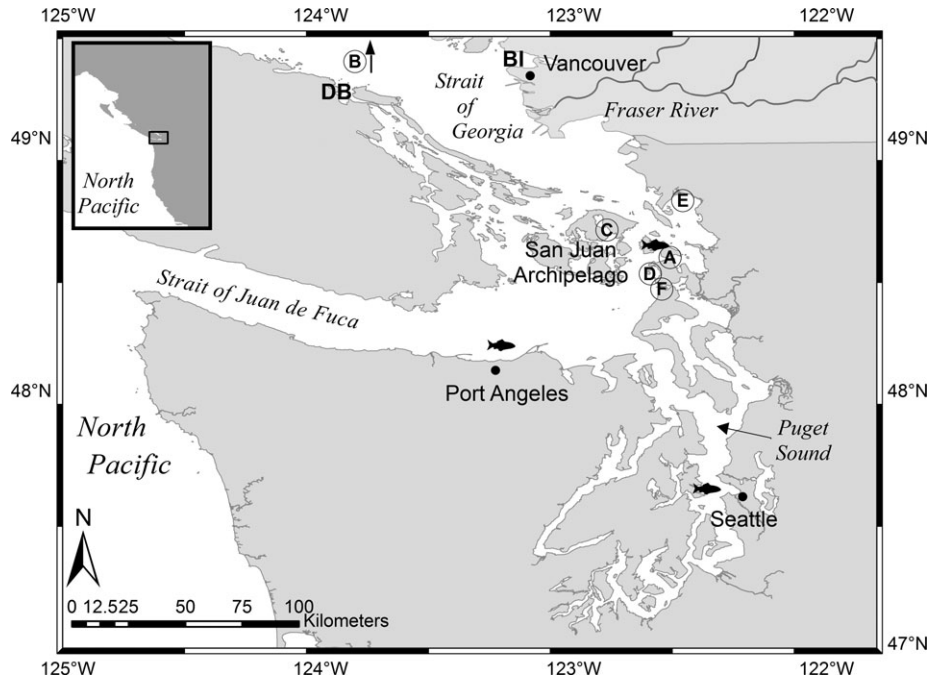 125°W
124°W
123°W
122°W
B
BI
Vancouver
DB
Strait
of
Georgia
Fraser River
49°N
49°N
North
Pacific
E
C
San Juan
Archipelago
A
D
F
Strait of Juan de Fuca
48°N
48°N
Port Angeles
North
Pacific
Puget
Sound
Seattle
N
0 12.525 50 75 100
Kilometers
47°N
125°W
124°W
123°W
122°W